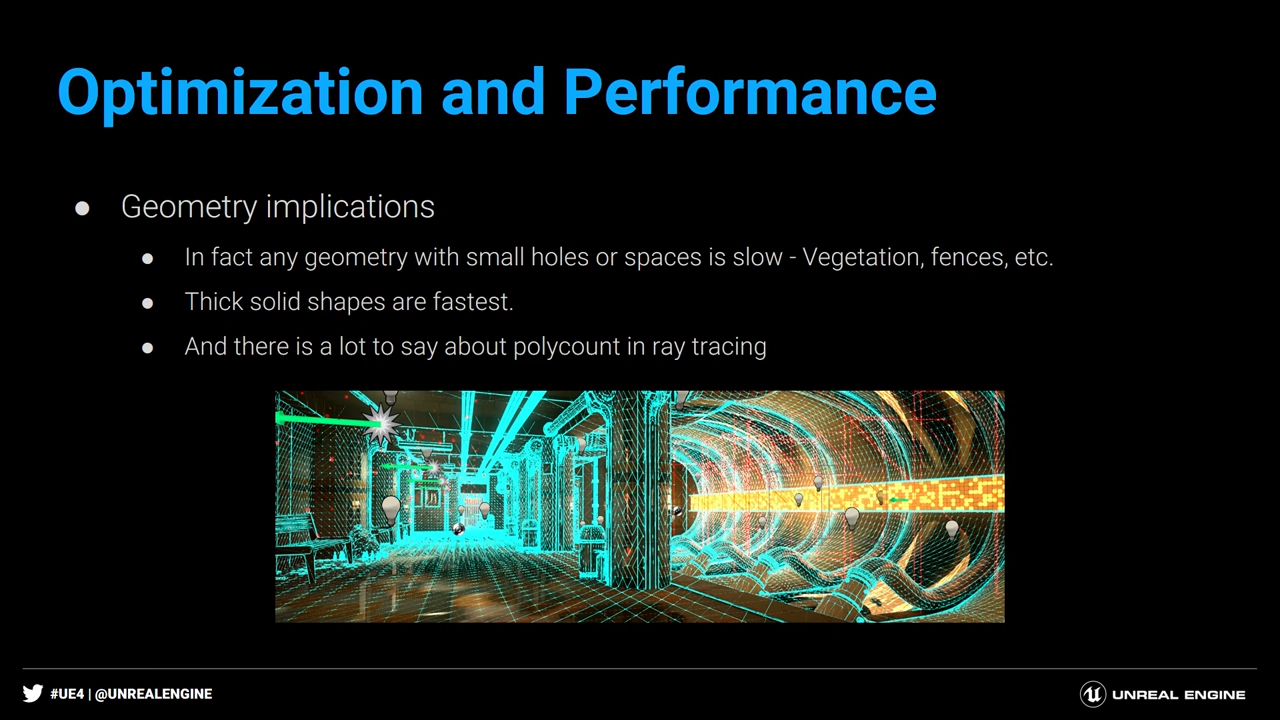 Optimization and Performance
Geometry implications
In fact any geometry with small holes or spaces is slow - Vegetation, fences, etc.
Thick solid shapes are fastest.
And there is a lot to say about polycount in ray tracing
#UE4 | @UNREALENGINE
UNREAL ENGINE